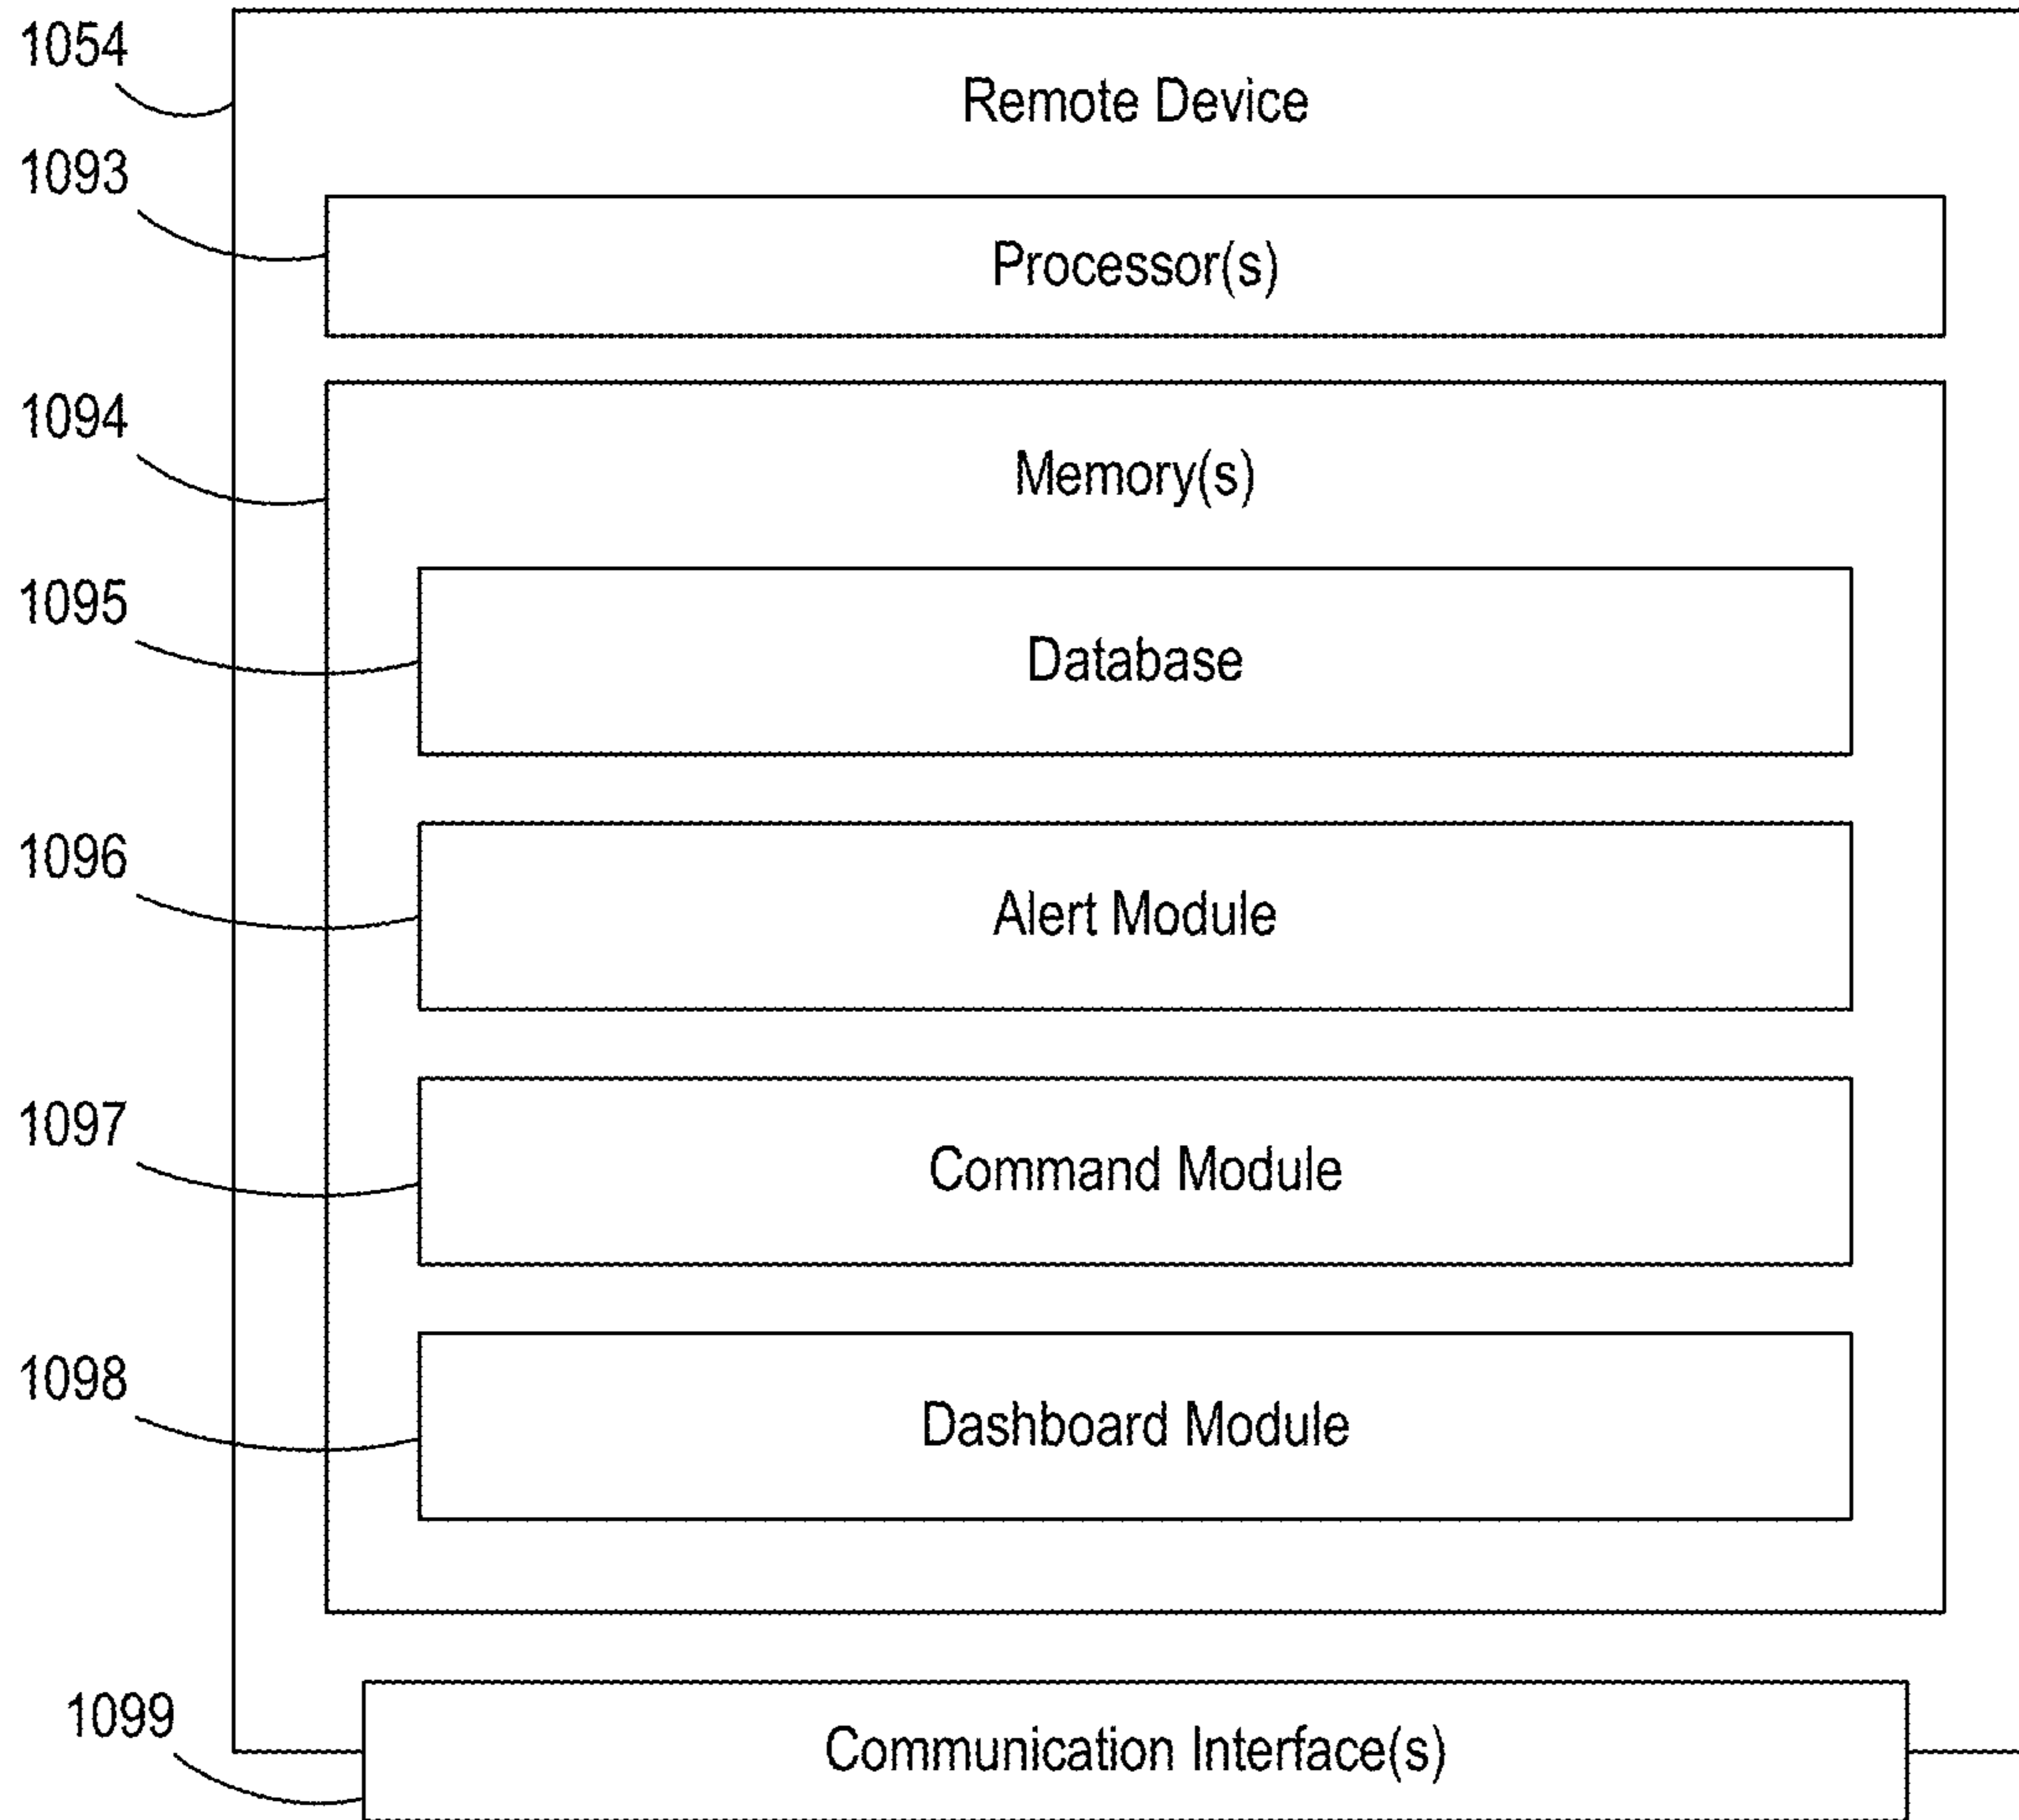 1054
Remote Device
1093
Processor(s)
1094
Memory(s)
1095
Database
1096
Alert Module
1097
Command Module
1098
Dashboard Module
1099
Communication Interface(s)